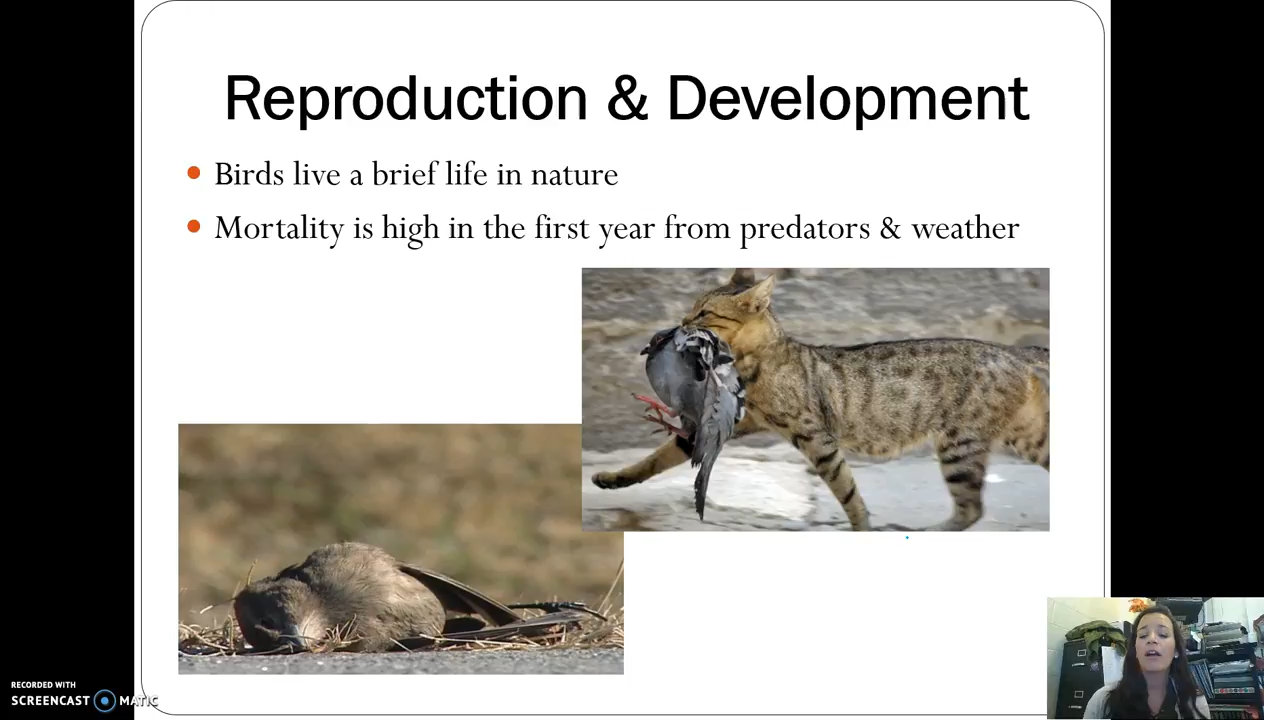 Reproduction & Development
Birds live a brief life in nature
Mortality is high in the first year from predators & weather
RECORDED WITH
SCREENCAST MATIC